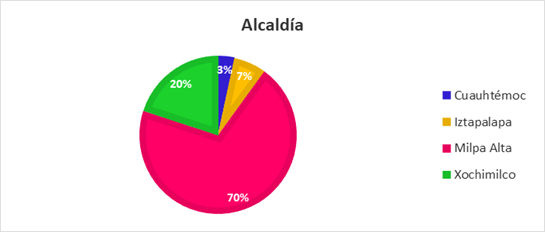 Alcaldía
3%
7%
20%
70%
Cuauhtémoc
Iztapalapa
Milpa Alta
Xochimilco